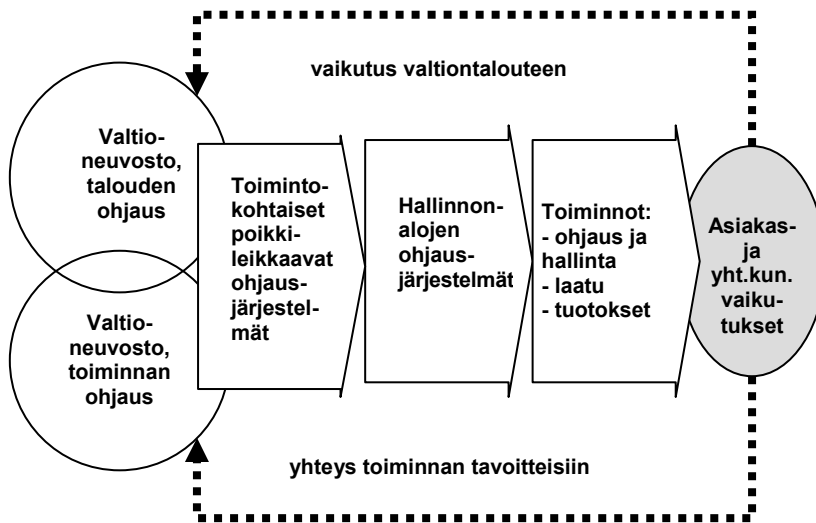 vaikutus valtiontalouteen
Valtio-
neuvosto,
talouden
ohjaus
Valtio-
neuvosto,
toiminnan
ohjaus
Toiminto-
kohtaiset
poikki-
leikkaavat
ohjaus-
järjestel-
mät
Hallinnon-
alojen
ohjaus-
järjestelmät
Toiminnot:
- ohjaus ja
hallinta
- laatu
- tuotokset
Asiakas-
ja
yht.kun.
vaiku-
tukset
yhteys toiminnan tavoitteisiin